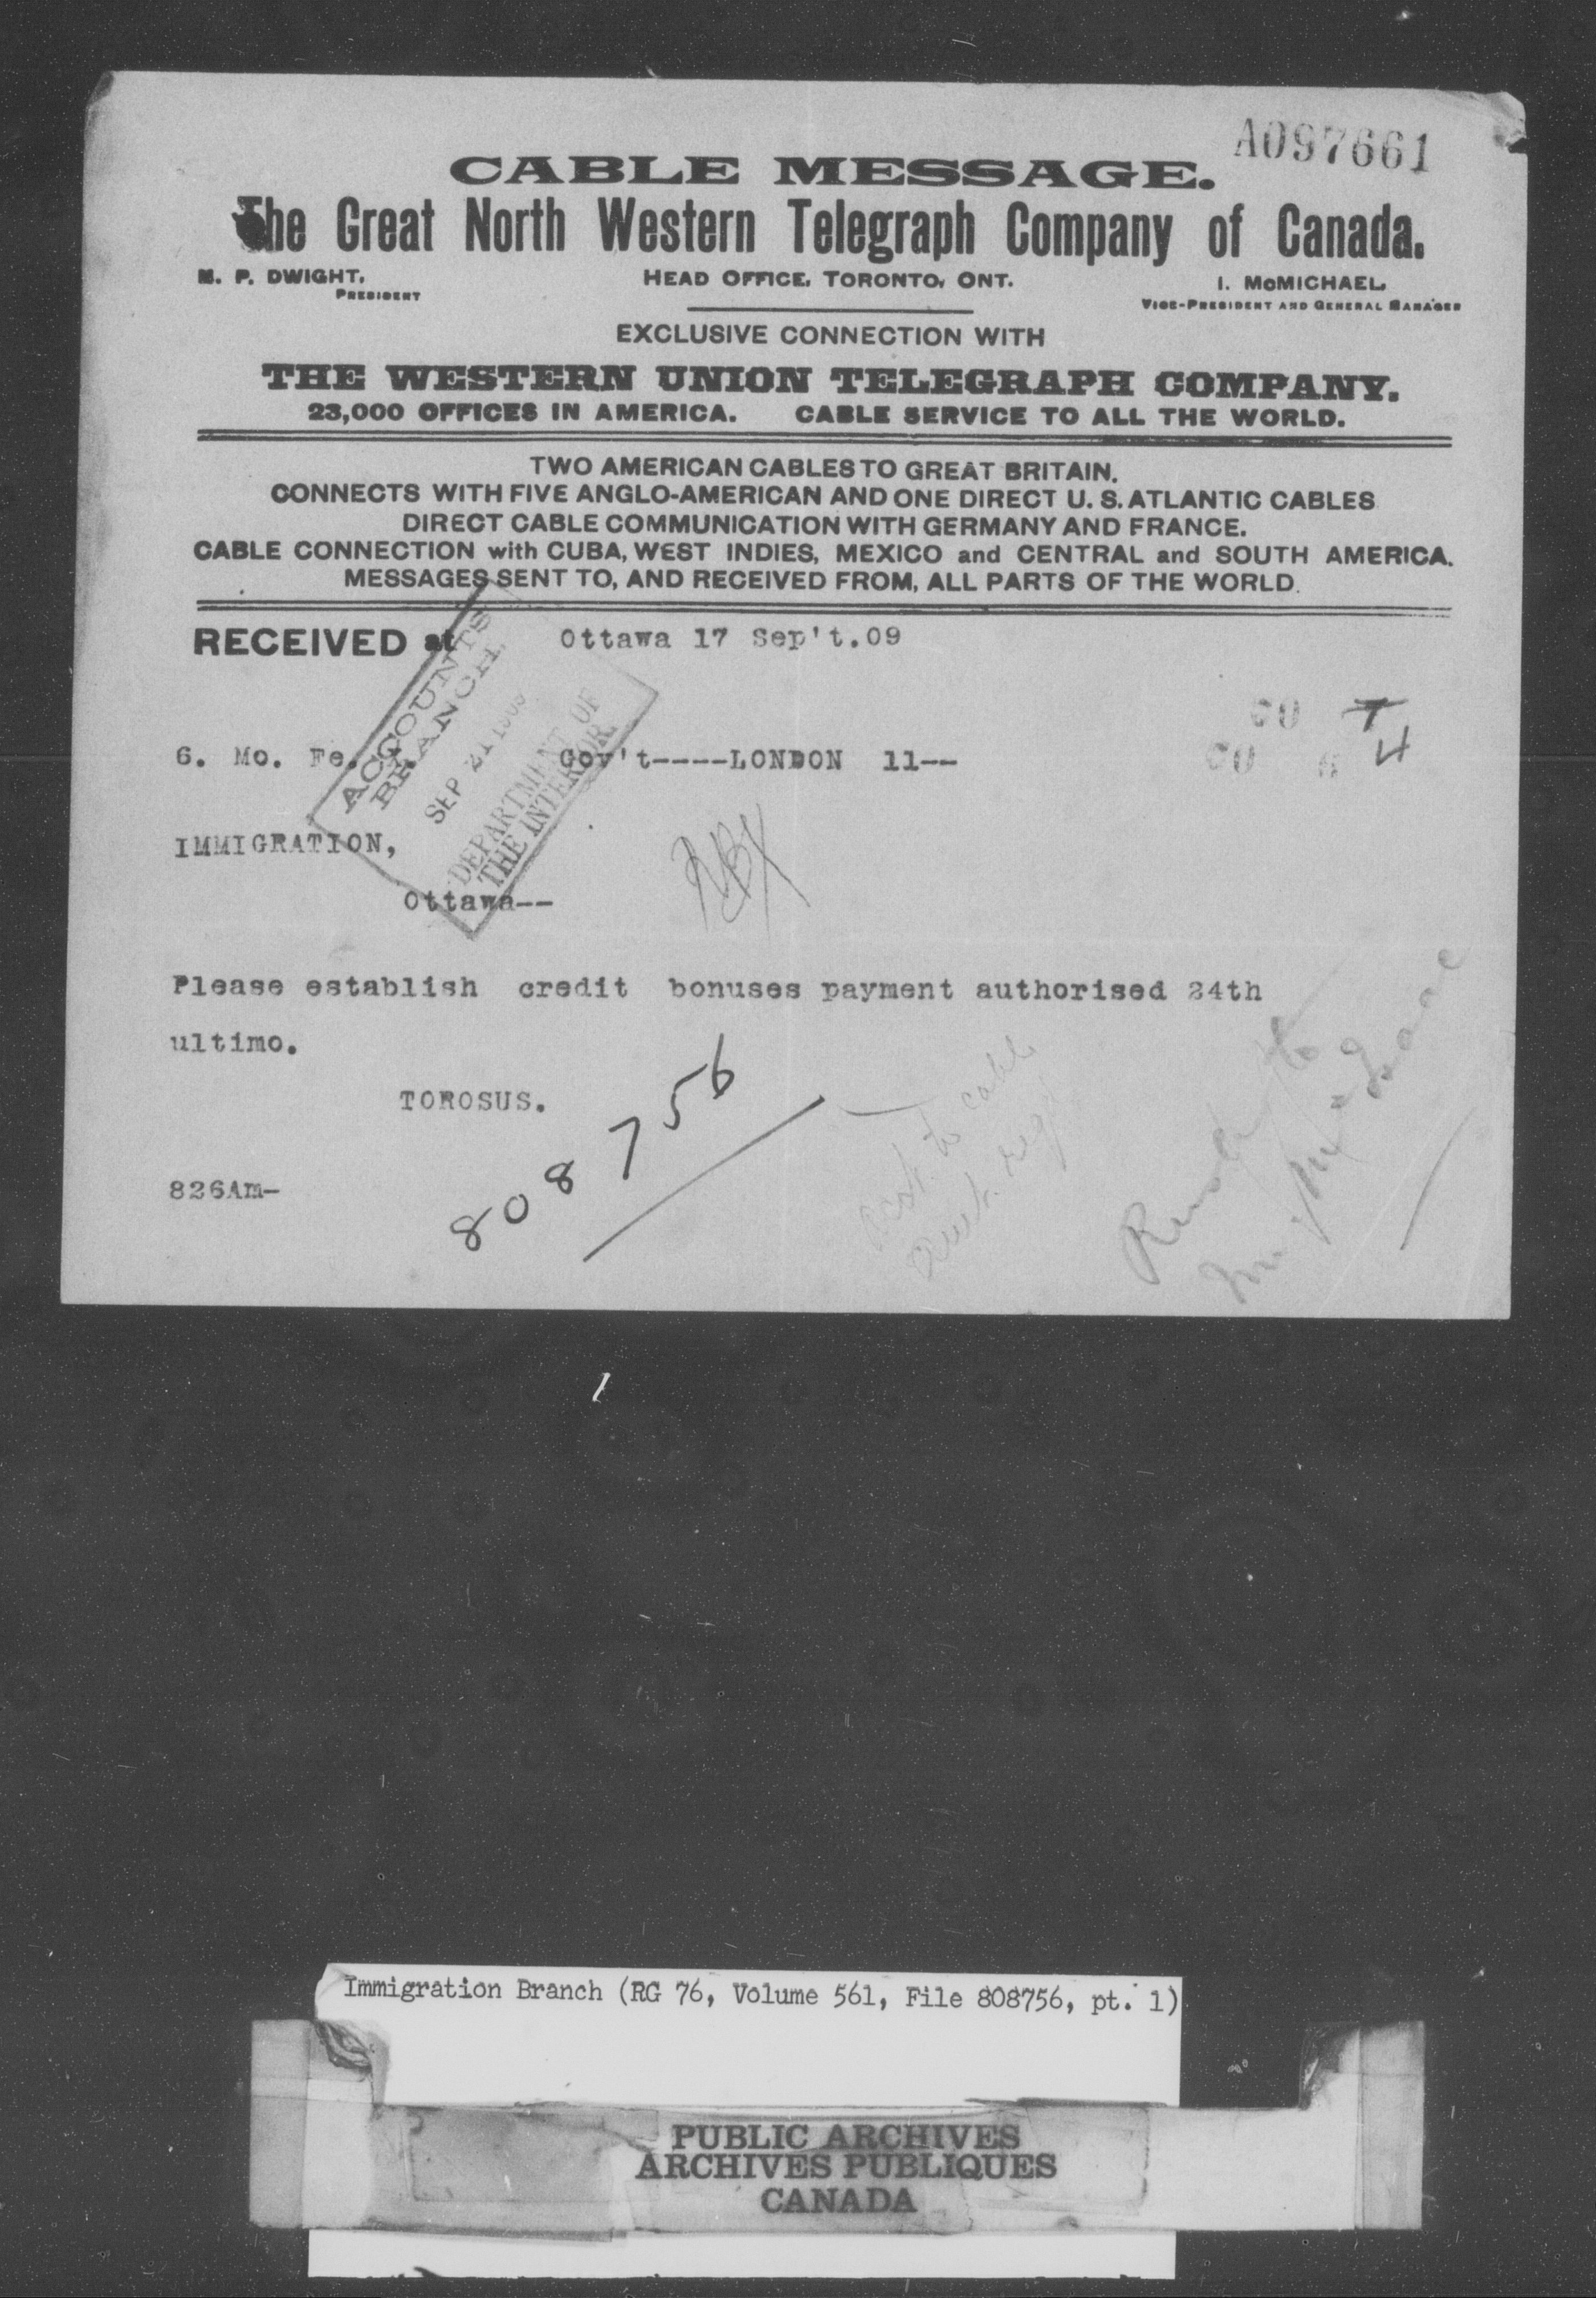 A097661
CABLE MESSAGE.
The Great North Western Telegraph Company of Canada.
H. P. DWIGHT, HEAD OFFICE, TORONTO, ONT. I. McMICHAEL,
PRESIDENT VICE-PRESIDENT AND GENERAL MANAGER
EXCLUSIVE CONNECTION WITH
THE WESTERN UNION TELEGRAPH COMPANY.
23,000 OFFICES IN AMERICA. CABLE SERVICE TO ALL THE WORLD.
TWO AMERICAN CABLES TO GREAT BRITAIN.
CONNECTS WITH FIVE ANGLO-AMERICAN AND ONE DIRECT U. S. ATLANTIC CABLES
DIRECT CABLE COMMUNICATION WITH GERMANY AND FRANCE.
CABLE CONNECTION with CUBA, WEST INDIES, MEXICO and CENTRAL and SOUTH AMERICA.
MESSAGES SENT TO, AND RECEIVED FROM, ALL PARTS OF THE WORLD.
RECEIVED at Ottawa 17 Sep't.09
ACCOUNTS
BRANCH,
SEP 21 1909
DEPARTMENT OF
THE INTERIOR.
6. Mo. Fe. Gov't----LONDON 11--
IMMIGRATION,
Ottawa--
Please establish credit bonuses payment authorised 24th
ultimo.
TOROSUS.
826Am-
808756
Immigration Branch (RG 76, Volume 561, File 808756, pt. 1)
PUBLIC ARCHIVES
ARCHIVES PUBLIQUES
CANADA